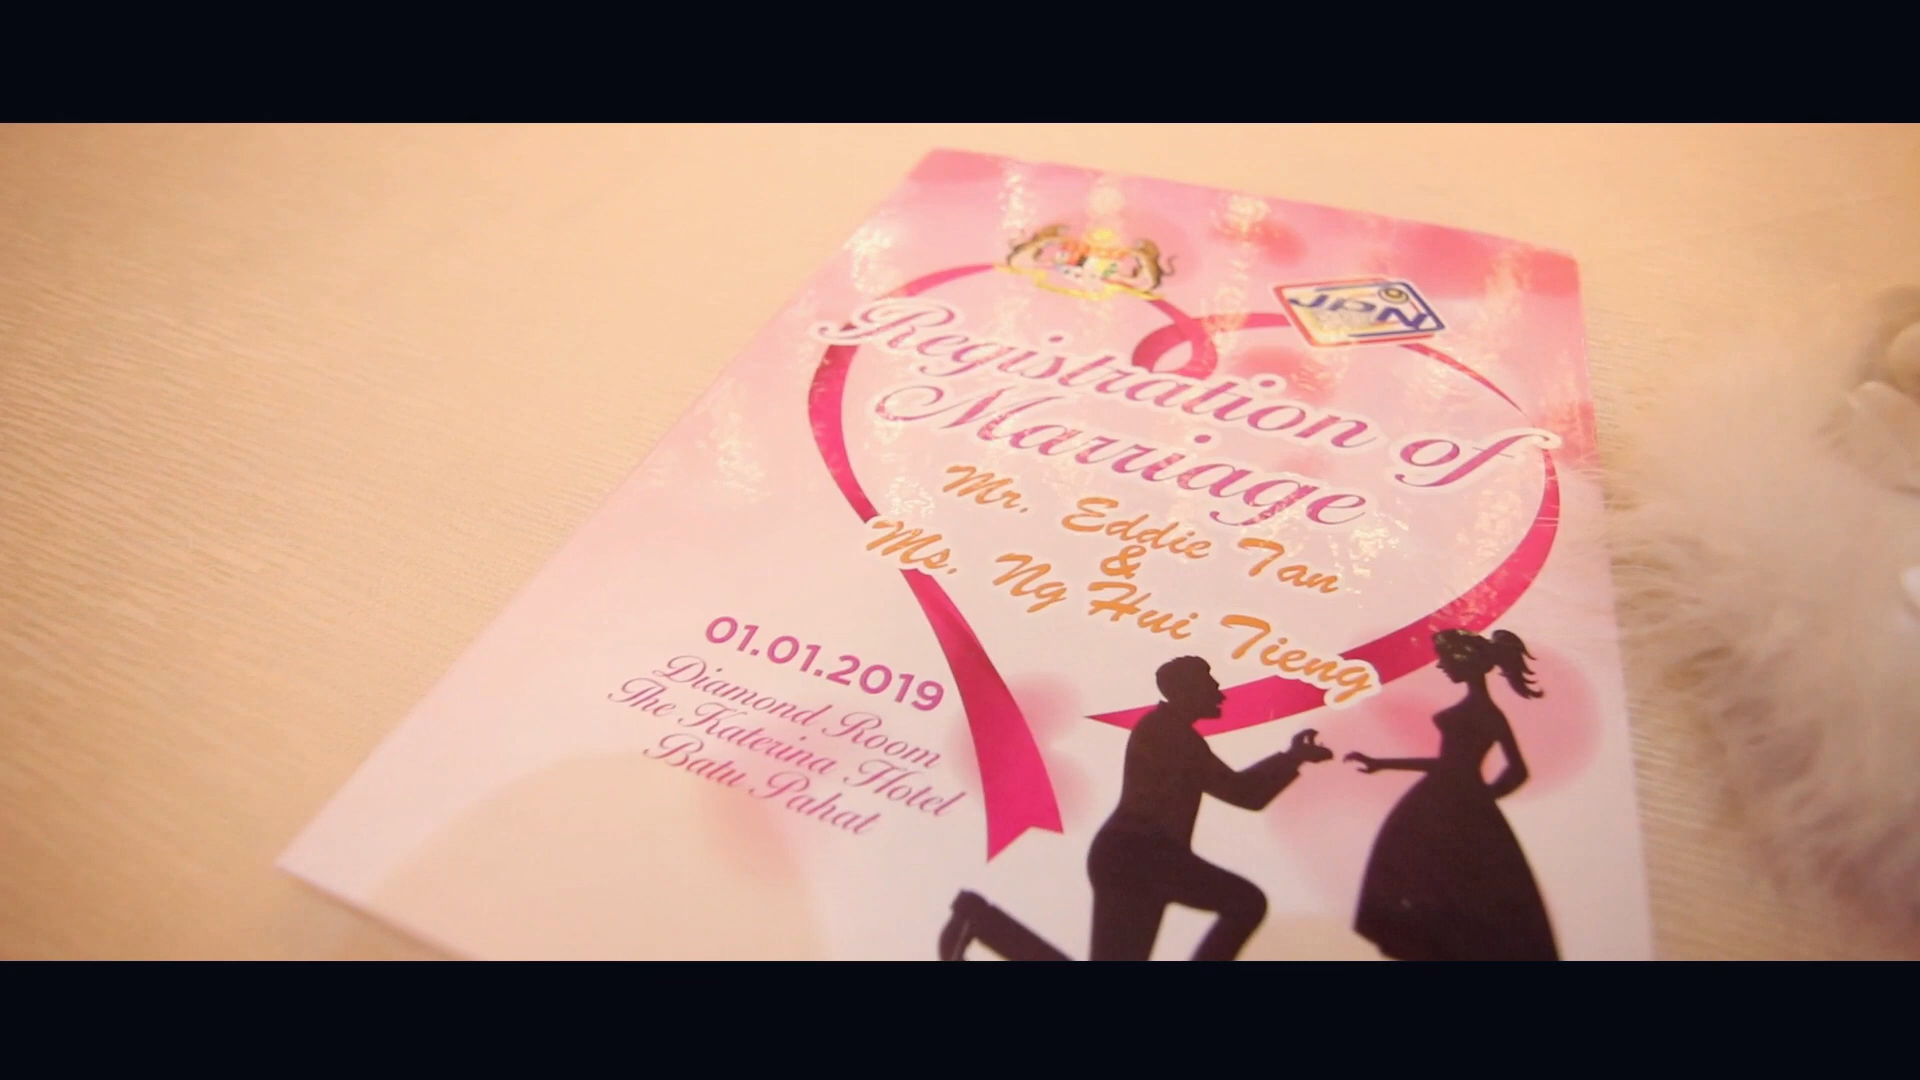 JPN
Registration of
Marriage
Mr. Eddie Tan
&
Ms. Ng Hui Tieng
01.01.2019
Diamond Room
The Katerina Hotel
Batu Pahat